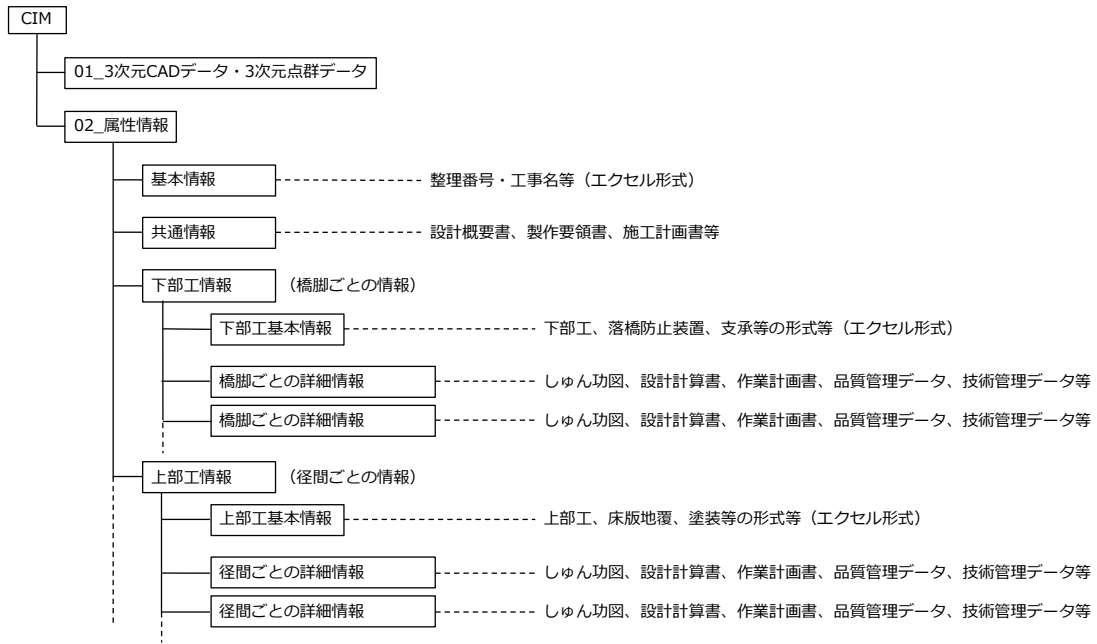 CIM
01_3次元CADデータ・3次元点群データ
02_属性情報
基本情報 整理番号・工事名等（エクセル形式）
共通情報 設計概要書、製作要領書、施工計画書等
下部工情報 （橋脚ごとの情報）
下部工基本情報 下部工、落橋防止装置、支承等の形式等（エクセル形式）
橋脚ごとの詳細情報 しゅん功図、設計計算書、作業計画書、品質管理データ、技術管理データ等
橋脚ごとの詳細情報 しゅん功図、設計計算書、作業計画書、品質管理データ、技術管理データ等
上部工情報 （径間ごとの情報）
上部工基本情報 上部工、床版地覆、塗装等の形式等（エクセル形式）
径間ごとの詳細情報 しゅん功図、設計計算書、作業計画書、品質管理データ、技術管理データ等
径間ごとの詳細情報 しゅん功図、設計計算書、作業計画書、品質管理データ、技術管理データ等